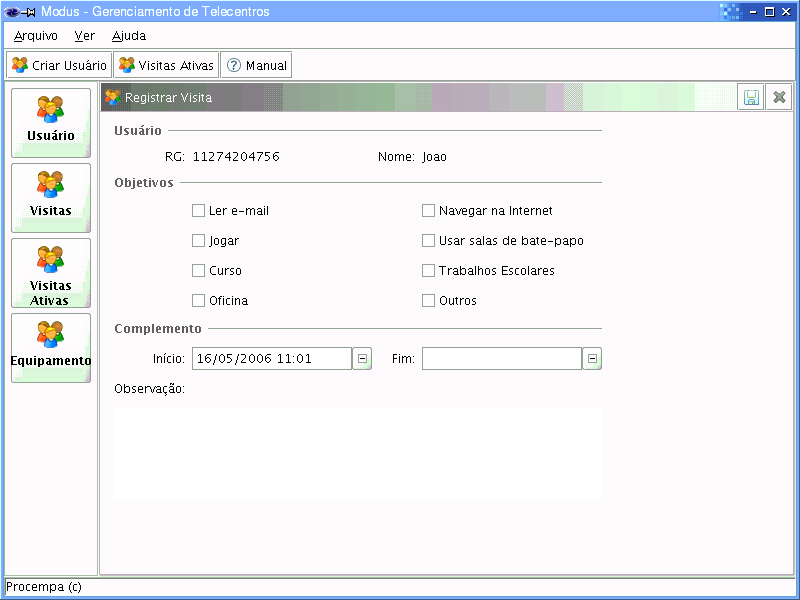 Modus - Gerenciamento de Telecentros
Arquivo Ver Ajuda
Criar Usuário Visitas Ativas Manual
Registrar Visita
Usuário
Visitas
Visitas
Ativas
Equipamento
Usuário
RG: 11274204756 Nome: Joao
Objetivos
Ler e-mail Navegar na Internet
Jogar Usar salas de bate-papo
Curso Trabalhos Escolares
Oficina Outros
Complemento
Início: 16/05/2006 11:01 Fim:
Observação:
Procempa (c)